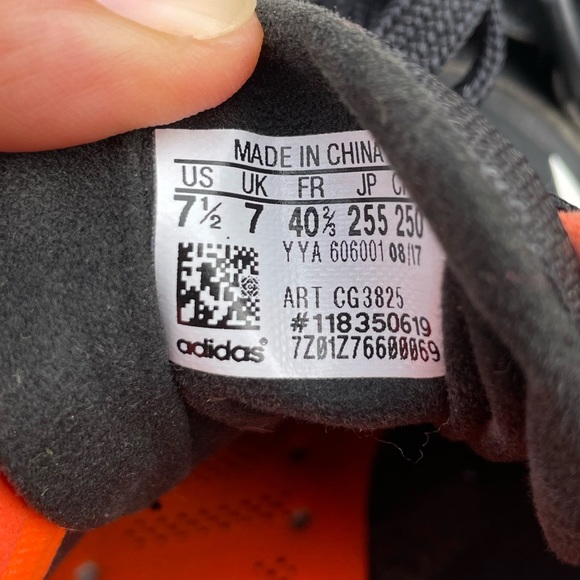 MADE IN CHINA
US UK FR JP
7½ 7 40⅔ 255 250
YYA 606001 08/17
ART CG3825
#118350619
adidas® 7Z01Z76600069